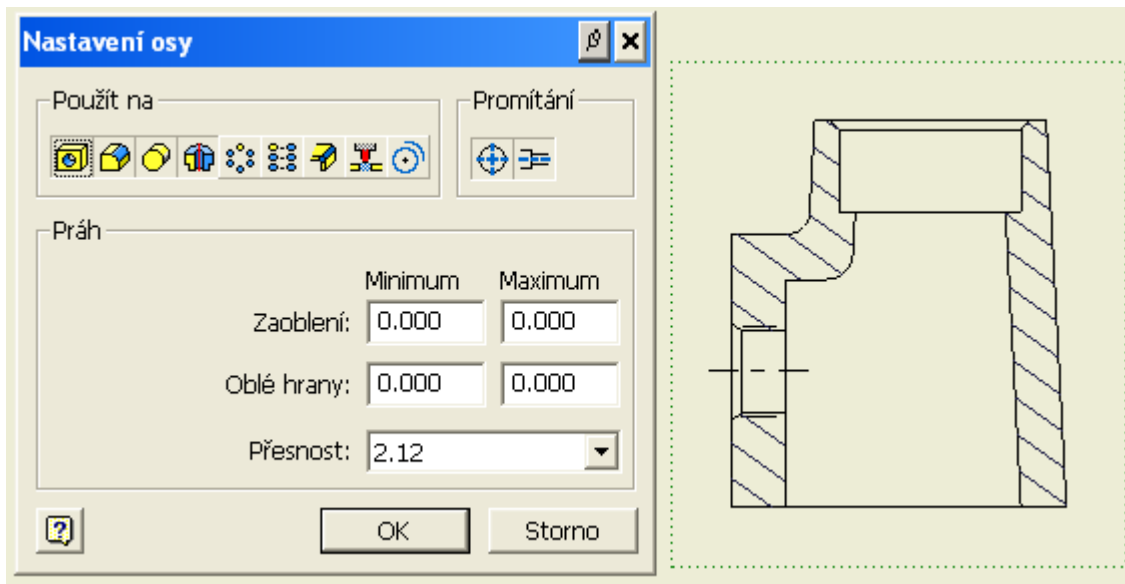 Nastavení osy
Použít na
Promítání
Práh
Minimum Maximum
Zaoblení: 0.000 0.000
Oblé hrany: 0.000 0.000
Přesnost: 2.12
OK Storno